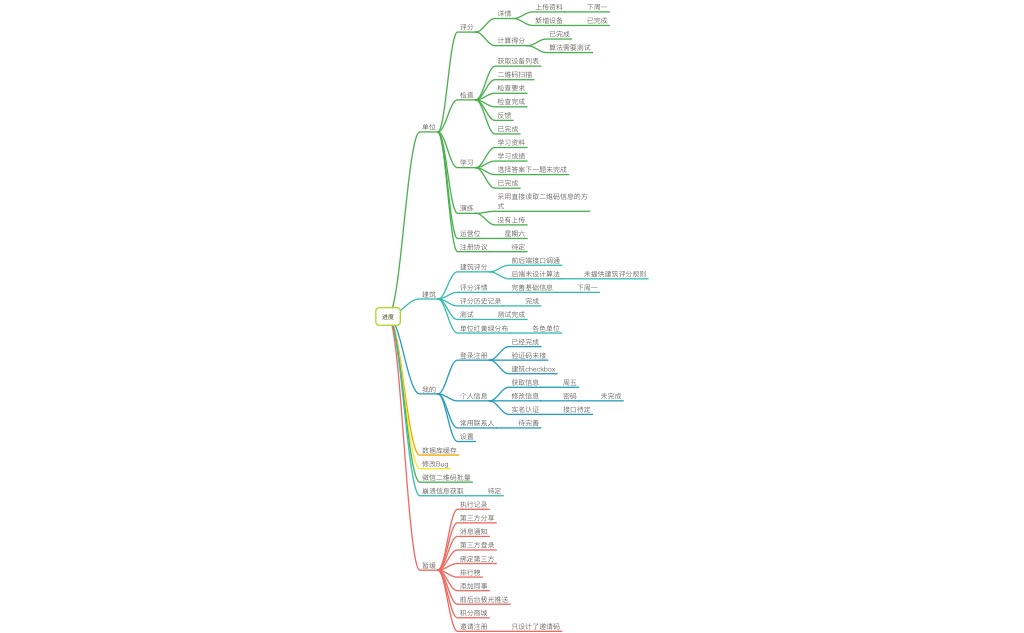 进度
单位
评分
详情
上传资料 下周一
新增设备 已完成
计算得分
已完成
算法需要测试
检查
获取设备列表
二维码扫描
检查要求
检查完成
反馈
已完成
学习
学习资料
学习成绩
选择答案下一题未完成
已完成
演练
采用直接读取二维码信息的方
式
没有上传
运营位 星期六
注册协议 待定
建筑
建筑评分
前后端接口调通
后端未设计算法 未提供建筑评分规则
评分详情 完善基础信息 下周一
评分历史记录 完成
测试 测试完成
单位红黄绿分布 各色单位
我的
登录注册
已经完成
验证码未接
建筑checkbox
个人信息
获取信息 周五
修改信息 密码 未完成
实名认证 接口待定
常用联系人 待完善
设置
数据库缓存
修改Bug
微信二维码批量
崩溃信息获取 待定
暂缓
执行记录
第三方分享
消息通知
第三方登录
绑定第三方
排行榜
添加同事
前后台极光推送
积分商城
邀请注册 只设计了邀请码